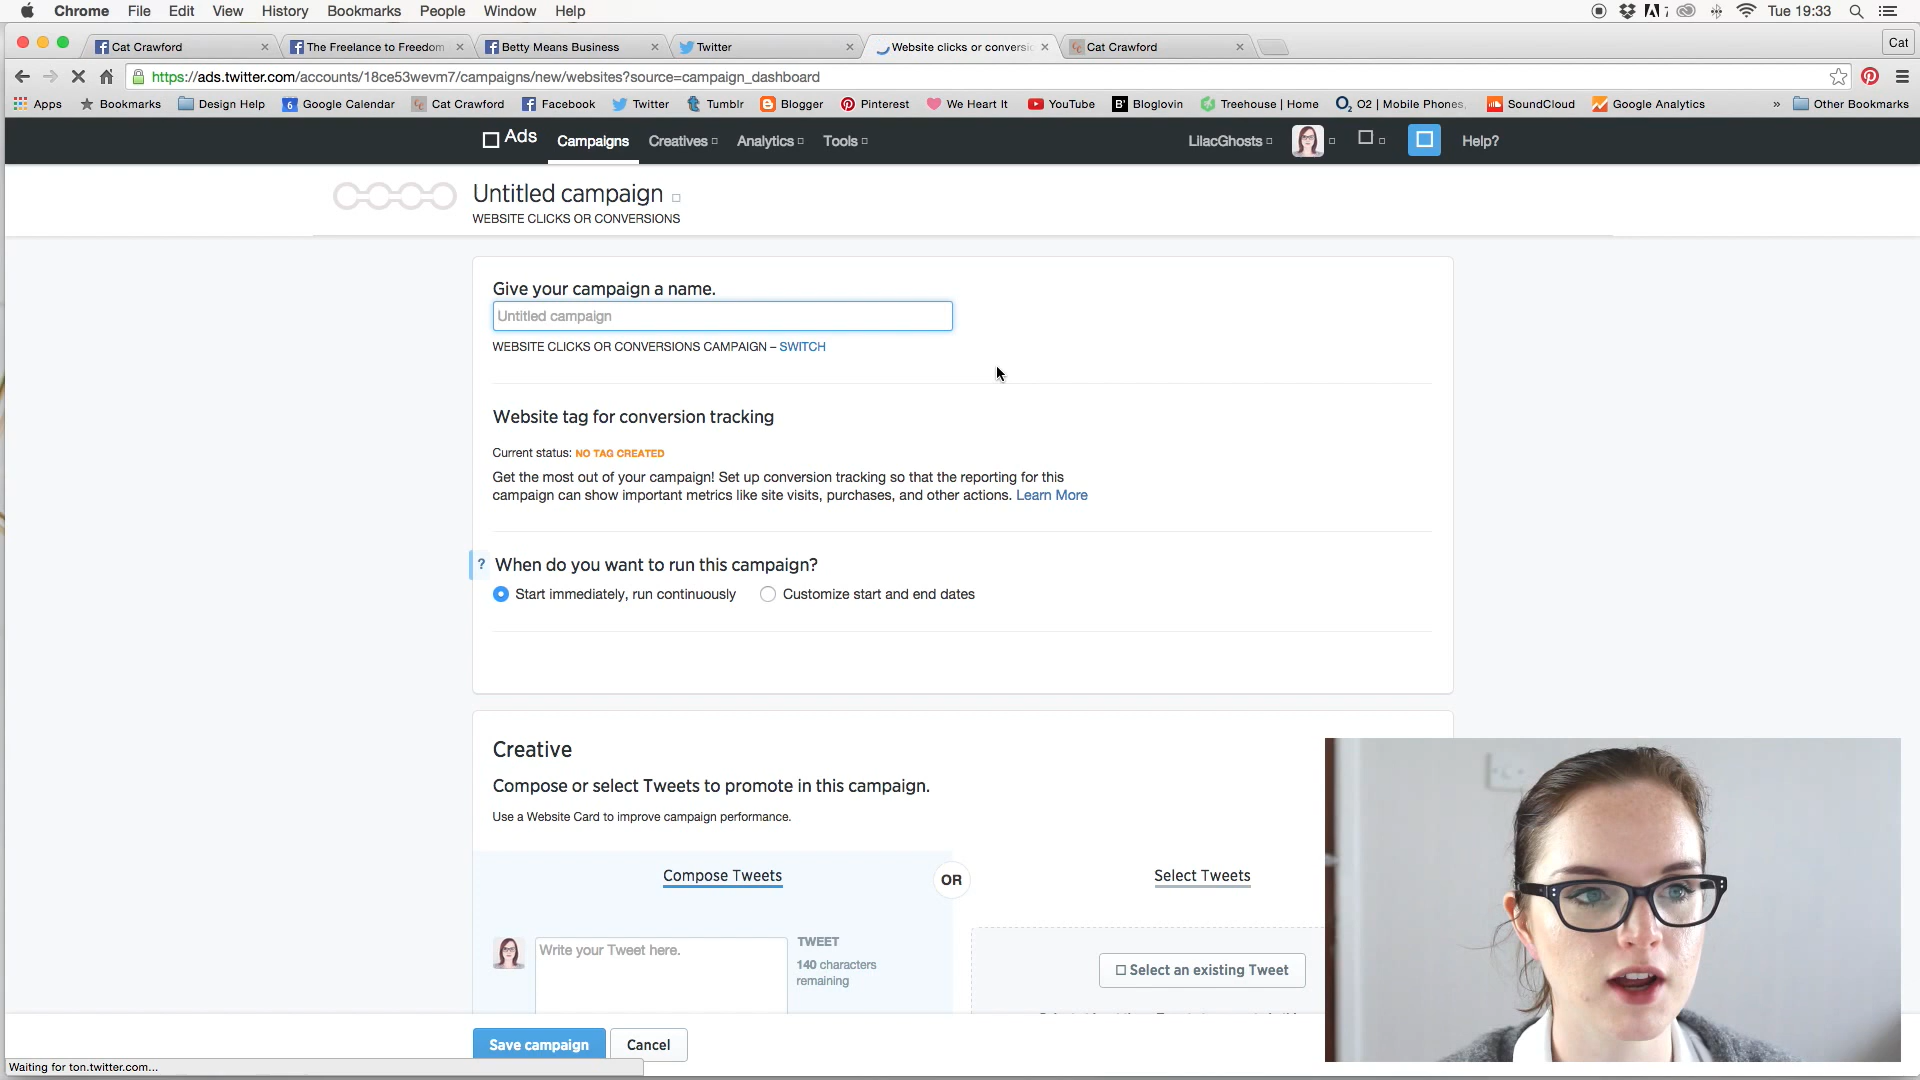 Chrome File Edit View History Bookmarks People Window Help
Tue 19:33
Cat Crawford
The Freelance to Freedom
Betty Means Business
Twitter
Website clicks or conversi
Cat Crawford
Cat
https://ads.twitter.com/accounts/18ce53wevm7/campaigns/new/websites?source=campaign_dashboard
Apps Bookmarks Design Help Google Calendar Cat Crawford Facebook Twitter Tumblr Blogger Pinterest We Heart It YouTube Bloglovin Treehouse | Home O2 | Mobile Phones, SoundCloud Google Analytics » Other Bookmarks
Ads Campaigns Creatives Analytics Tools LilacGhosts Help?
Untitled campaign
WEBSITE CLICKS OR CONVERSIONS
Give your campaign a name.
Untitled campaign
WEBSITE CLICKS OR CONVERSIONS CAMPAIGN – SWITCH
Website tag for conversion tracking
Current status: NO TAG CREATED
Get the most out of your campaign! Set up conversion tracking so that the reporting for this
campaign can show important metrics like site visits, purchases, and other actions. Learn More
? When do you want to run this campaign?
Start immediately, run continuously Customize start and end dates
Creative
Compose or select Tweets to promote in this campaign.
Use a Website Card to improve campaign performance.
Compose Tweets OR Select Tweets
Write your Tweet here.
TWEET
140 characters
remaining
Select an existing Tweet
Save campaign Cancel
Waiting for ton.twitter.com...